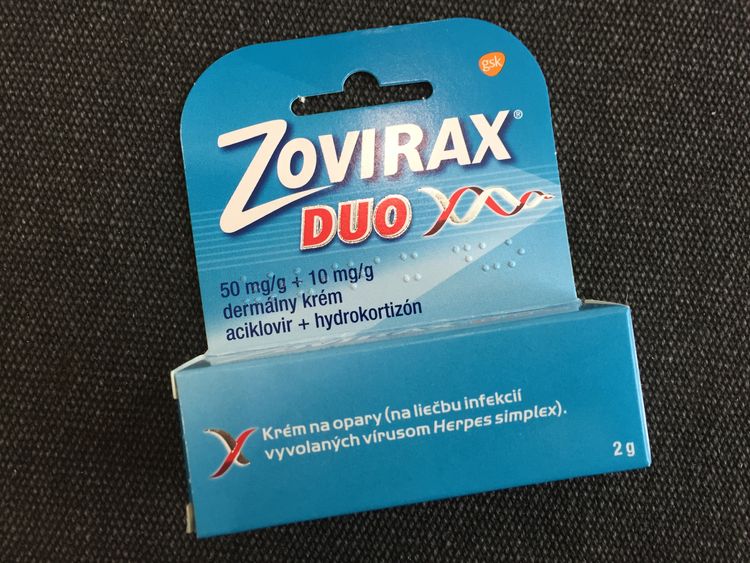 gsk
ZOVIRAX®
DUO
50 mg/g + 10 mg/g
dermálny krém
aciklovir + hydrokortizón
Krém na opary (na liečbu infekcií
vyvolaných vírusom Herpes simplex).
2 g